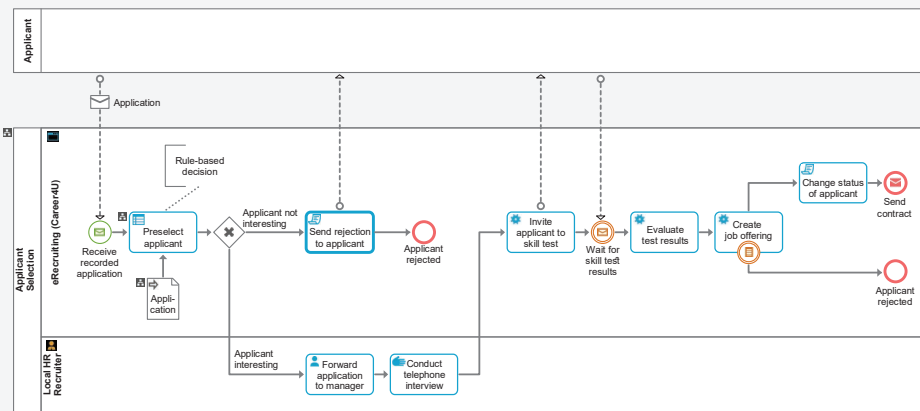 Applicant
Application
Applicant
Selection
eRecruiting (Career4U)
Rule-based
decision
Receive
recorded
application
Preselect
applicant
Appli-
cation
Applicant not
interesting
Send rejection
to applicant
Applicant
rejected
Invite
applicant to
skill test
Wait for
skill test
results
Evaluate
test results
Create
job offering
Change status
of applicant
Send
contract
Applicant
rejected
Local HR
Recruiter
Applicant
interesting
Forward
application
to manager
Conduct
telephone
interview